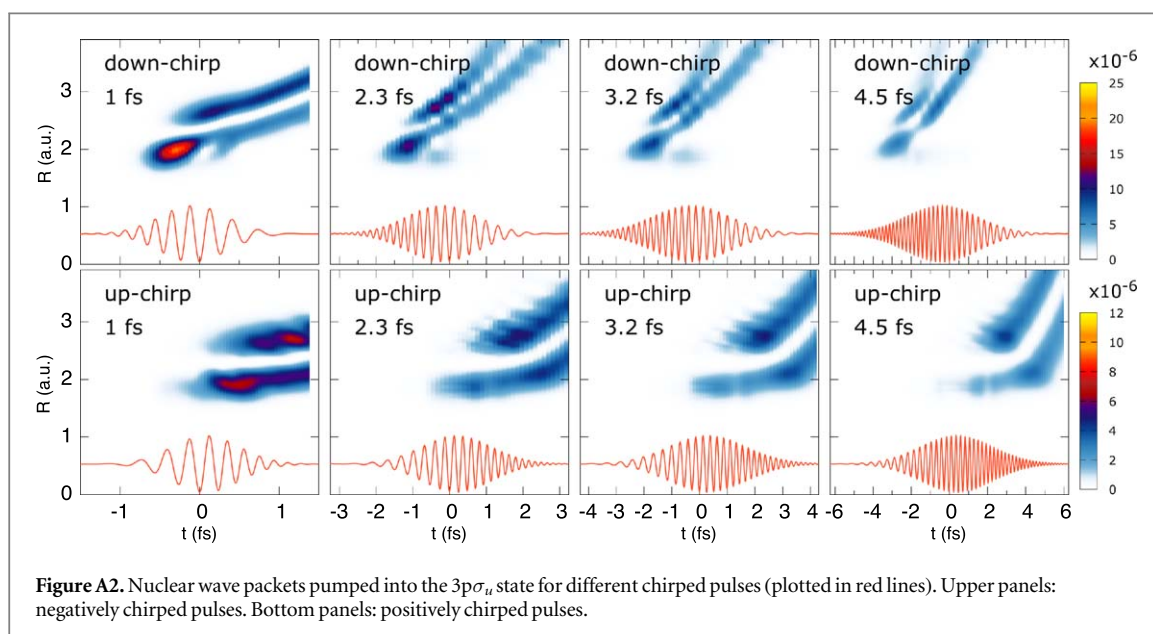 down-chirp
1 fs
down-chirp
2.3 fs
down-chirp
3.2 fs
down-chirp
4.5 fs
×10⁻⁶
25
20
15
10
5
0
R (a.u.)
3
2
1
0
up-chirp
1 fs
up-chirp
2.3 fs
up-chirp
3.2 fs
up-chirp
4.5 fs
×10⁻⁶
12
10
8
6
4
2
0
R (a.u.)
3
2
1
0
-1 0 1
-3 -2 -1 0 1 2 3
-4 -3 -2 -1 0 1 2 3 4
-6 -4 -2 0 2 4 6
t (fs) t (fs) t (fs) t (fs)
Figure A2. Nuclear wave packets pumped into the 3pσᵤ state for different chirped pulses (plotted in red lines). Upper panels:
negatively chirped pulses. Bottom panels: positively chirped pulses.